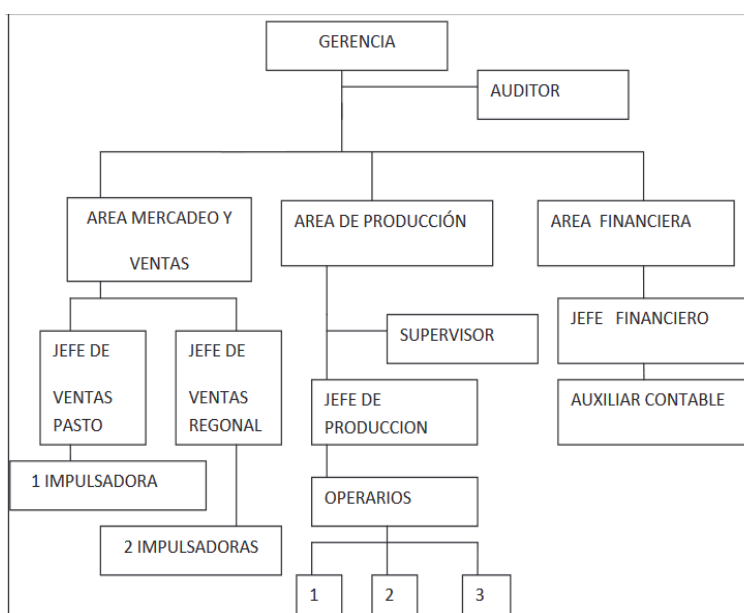 GERENCIA
AUDITOR
AREA MERCADEO Y
VENTAS
AREA DE PRODUCCIÓN
AREA FINANCIERA
JEFE DE
VENTAS
PASTO
JEFE DE
VENTAS
REGONAL
SUPERVISOR
JEFE FINANCIERO
JEFE DE
PRODUCCION
AUXILIAR CONTABLE
1 IMPULSADORA
OPERARIOS
2 IMPULSADORAS
1
2
3